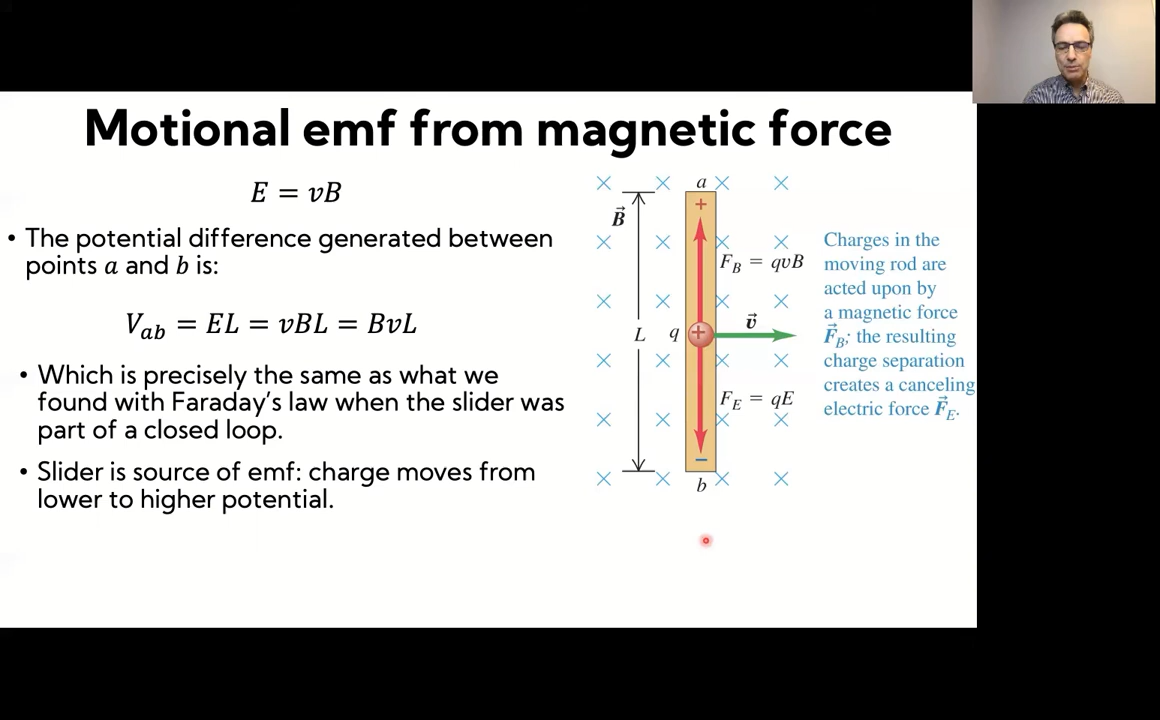 Motional emf from magnetic force
E = vB
• The potential difference generated between
points a and b is:
V_ab = EL = vBL = BvL
• Which is precisely the same as what we
found with Faraday's law when the slider was
part of a closed loop.
• Slider is source of emf: charge moves from
lower to higher potential.
a
+
B⃗
F_B = qvB
L
q
+
v⃗
F_E = qE
−
b
Charges in the
moving rod are
acted upon by
a magnetic force
F⃗_B; the resulting
charge separation
creates a canceling
electric force F⃗_E.